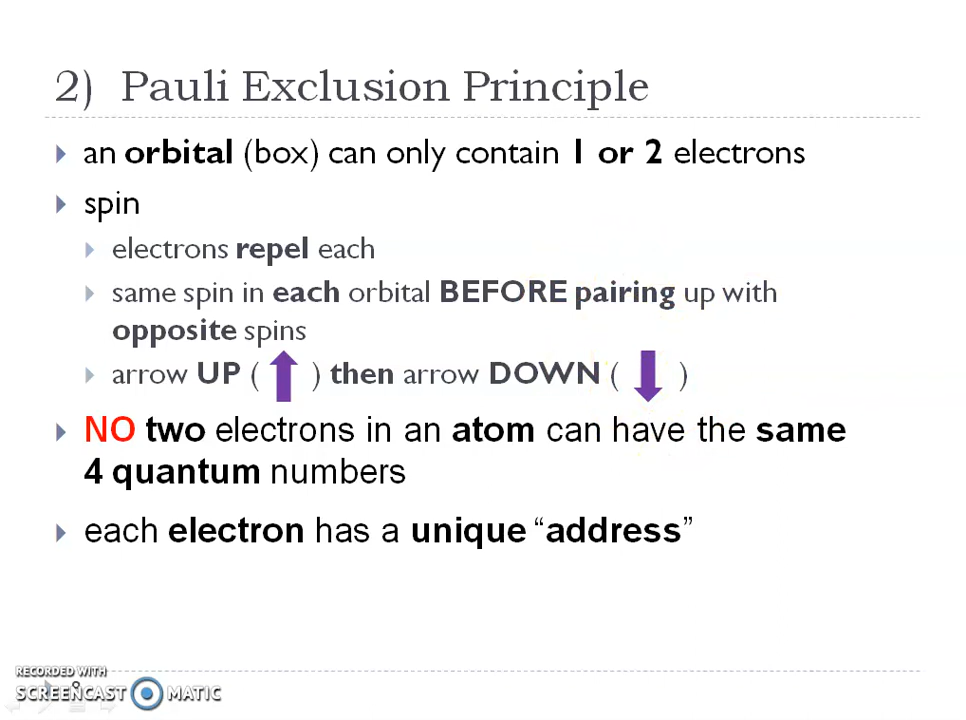 2) Pauli Exclusion Principle
an orbital (box) can only contain 1 or 2 electrons
spin
electrons repel each
same spin in each orbital BEFORE pairing up with
opposite spins
arrow UP ( ) then arrow DOWN ( )
NO two electrons in an atom can have the same
4 quantum numbers
each electron has a unique “address”
RECORDED WITH
SCREENCAST MATIC